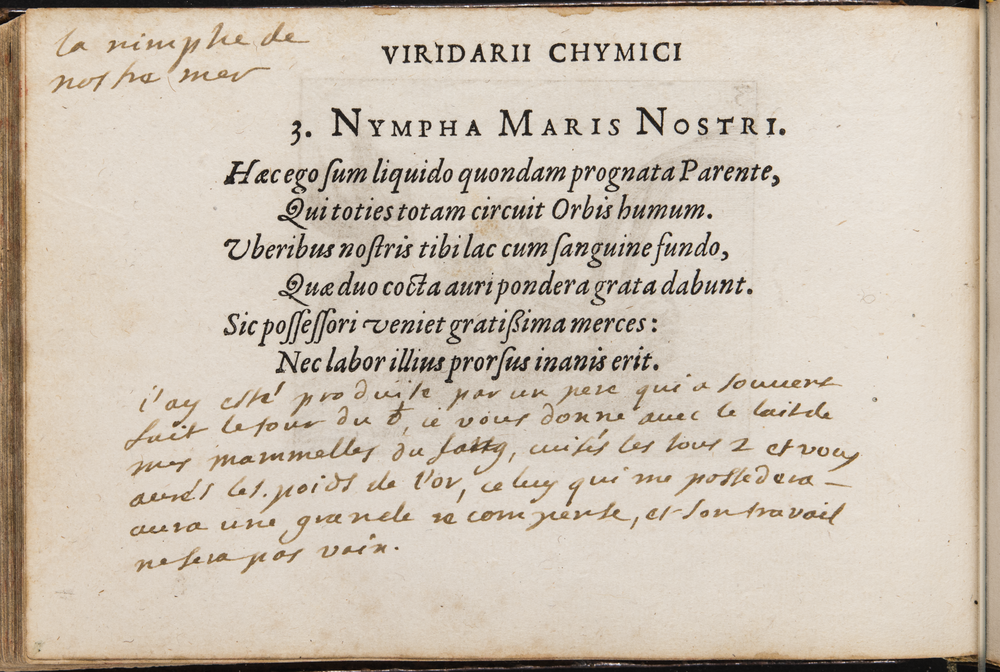 la nimphe de
nostre mer
VIRIDARII CHYMICI
3. NYMPHA MARIS NOSTRI.
Hæc ego ſum liquido quondam prognata Parente,
Qui toties totam circuit Orbis humum.
Vberibus noſtris tibi lac cum ſanguine fundo,
Quæ duo cocta auri pondera grata dabunt.
Sic poſſeſſori veniet gratißima merces:
Nec labor illius prorſus inanis erit.
i'ay esté produite par un pere qui a souvent
fait le tour du ♁, ie vous donne avec le lait de
mes mammelles du sang, cuisés les tous 2 et vous
aurés les poids de l'or, celuy qui me possedera
aura une grande recompense, et son travail
ne sera pas vain.